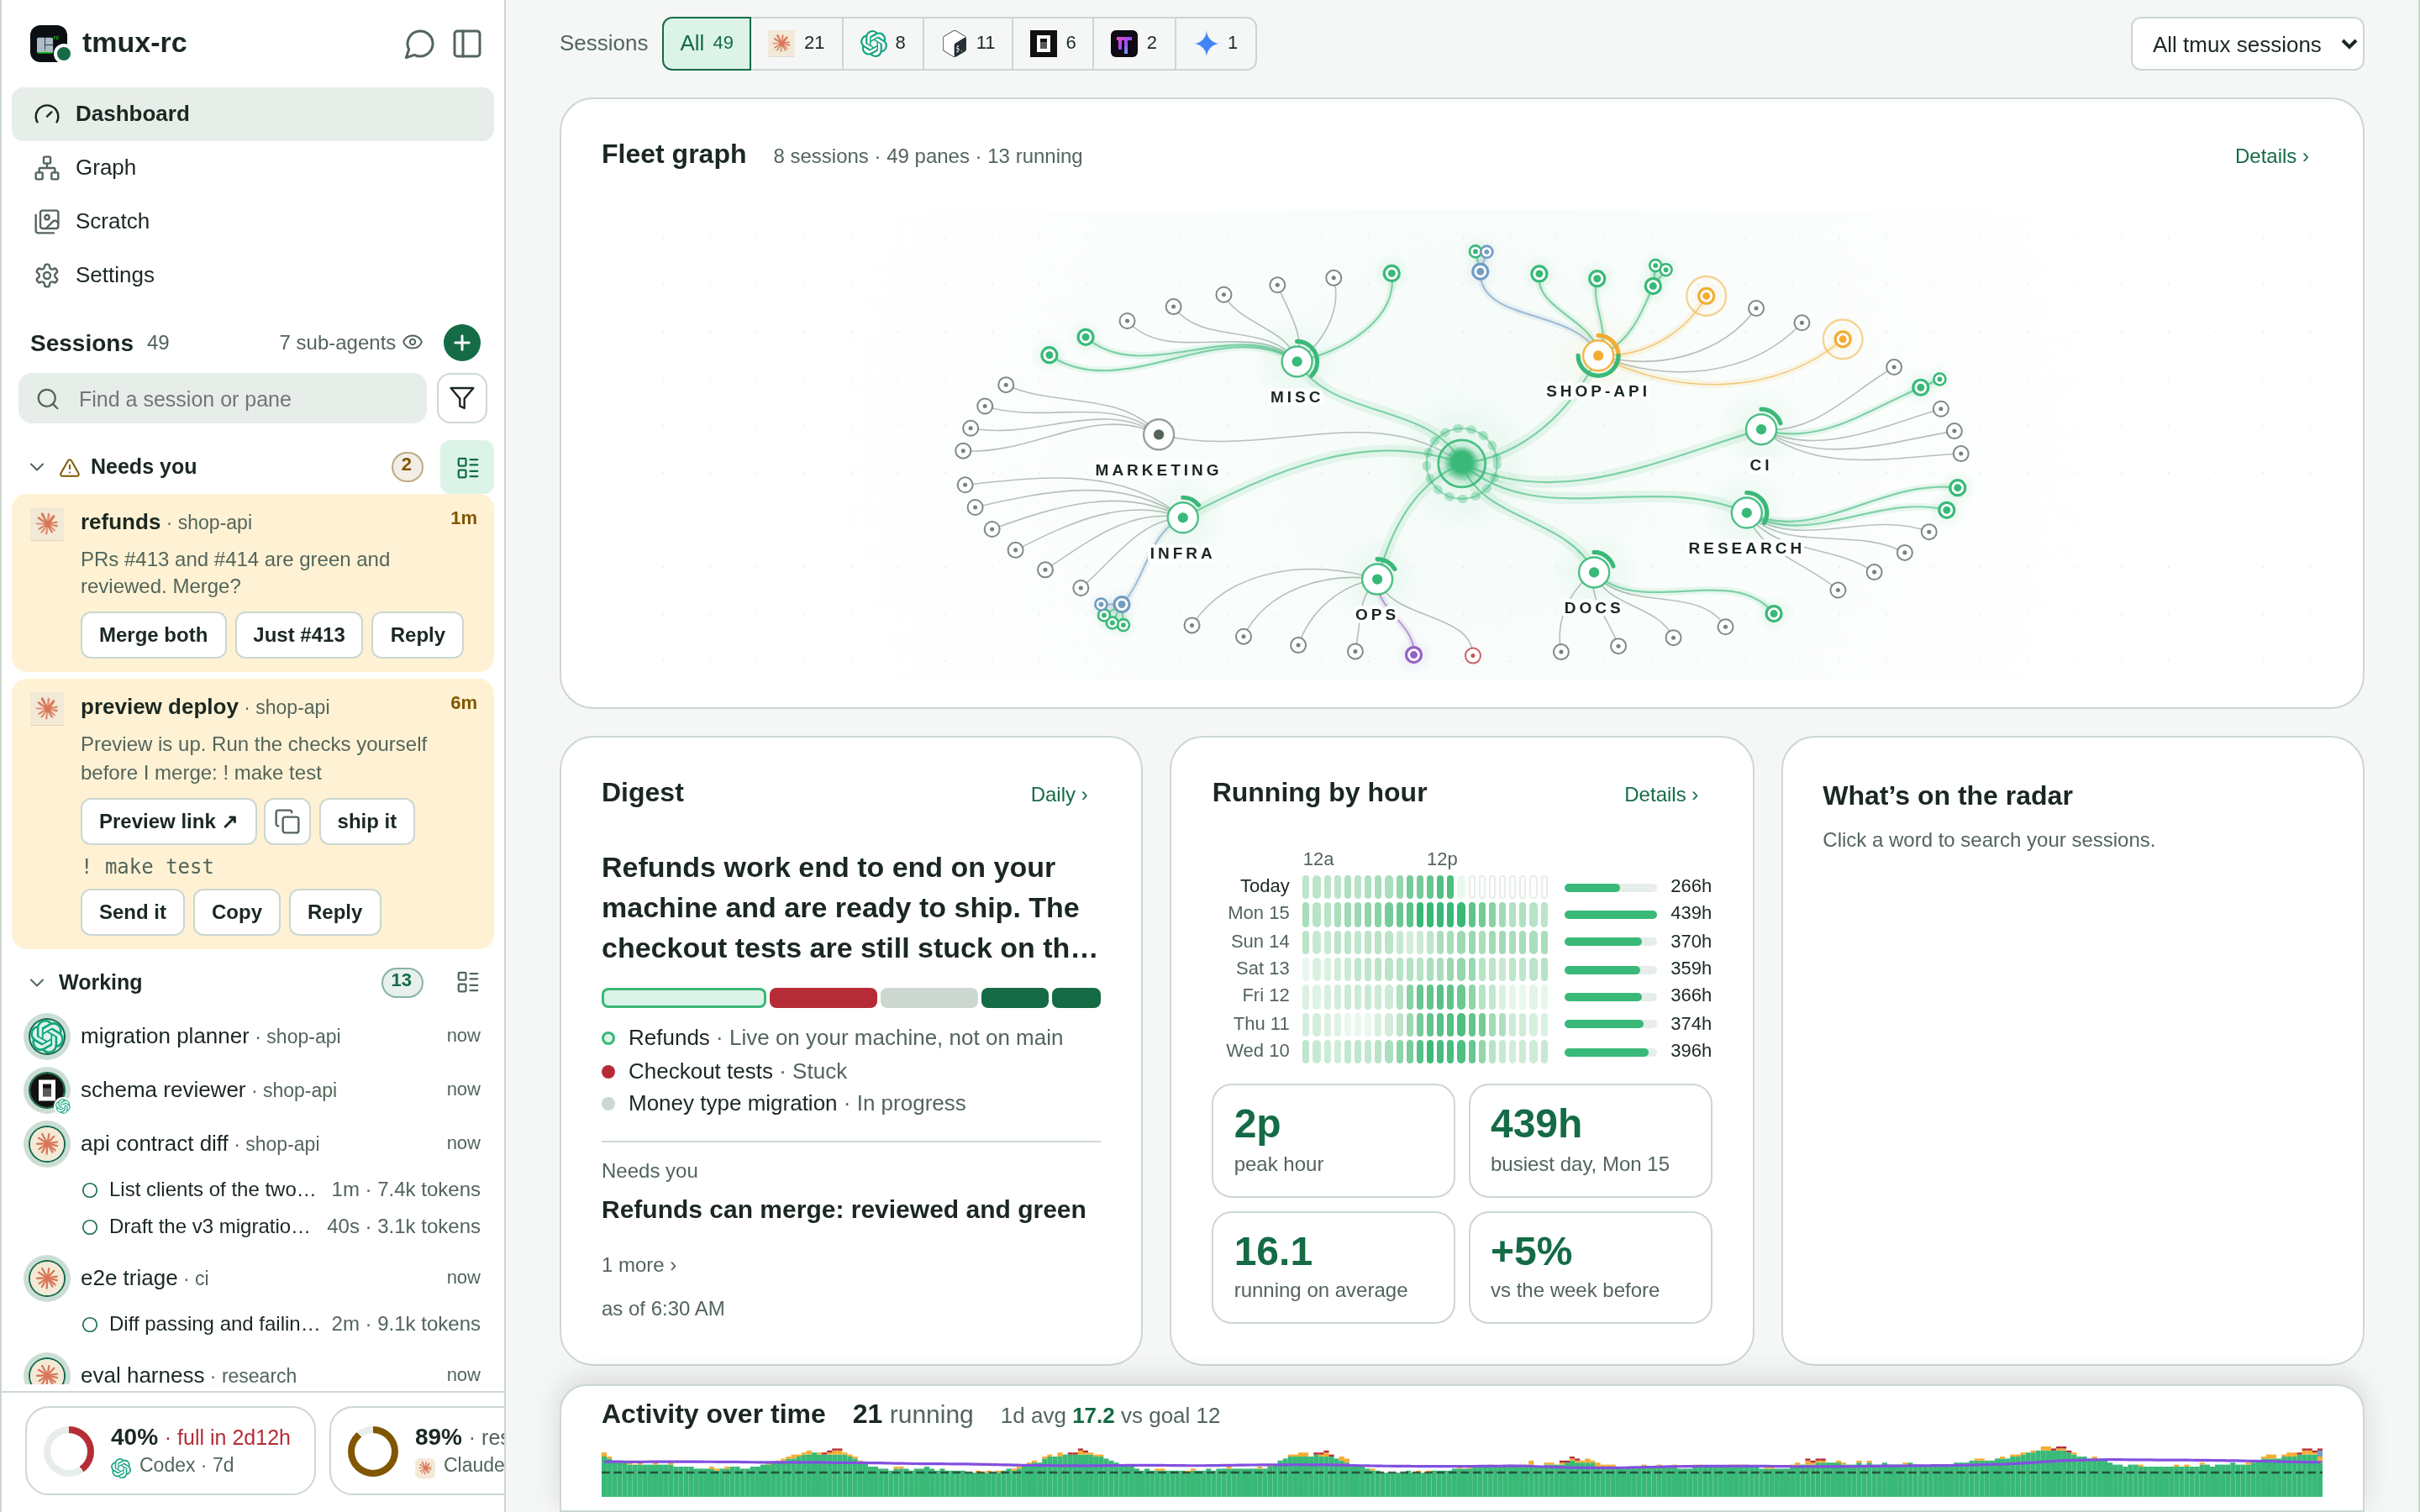 tmux-rc
Dashboard
Graph
Scratch
Settings
Sessions 49 7 sub-agents
Find a session or pane
Needs you 2
refunds · shop-api 1m
PRs #413 and #414 are green and
reviewed. Merge?
Merge both Just #413 Reply
preview deploy · shop-api 6m
Preview is up. Run the checks yourself
before I merge: ! make test
Preview link ↗ ship it
! make test
Send it Copy Reply
Working 13
migration planner · shop-api now
schema reviewer · shop-api now
api contract diff · shop-api now
List clients of the two… 1m · 7.4k tokens
Draft the v3 migratio… 40s · 3.1k tokens
e2e triage · ci now
Diff passing and failin… 2m · 9.1k tokens
eval harness · research now
40% · full in 2d12h
Codex · 7d
89% · res
Claude
Sessions All 49 21 8 11 6 2 1
All tmux sessions
Fleet graph 8 sessions · 49 panes · 13 running Details ›
MISC
SHOP-API
MARKETING
CI
INFRA
RESEARCH
OPS
DOCS
Digest Daily ›
Refunds work end to end on your
machine and are ready to ship. The
checkout tests are still stuck on th…
Refunds · Live on your machine, not on main
Checkout tests · Stuck
Money type migration · In progress
Needs you
Refunds can merge: reviewed and green
1 more ›
as of 6:30 AM
Running by hour Details ›
12a 12p
Today 266h
Mon 15 439h
Sun 14 370h
Sat 13 359h
Fri 12 366h
Thu 11 374h
Wed 10 396h
2p
peak hour
439h
busiest day, Mon 15
16.1
running on average
+5%
vs the week before
What’s on the radar
Click a word to search your sessions.
Activity over time 21 running 1d avg 17.2 vs goal 12